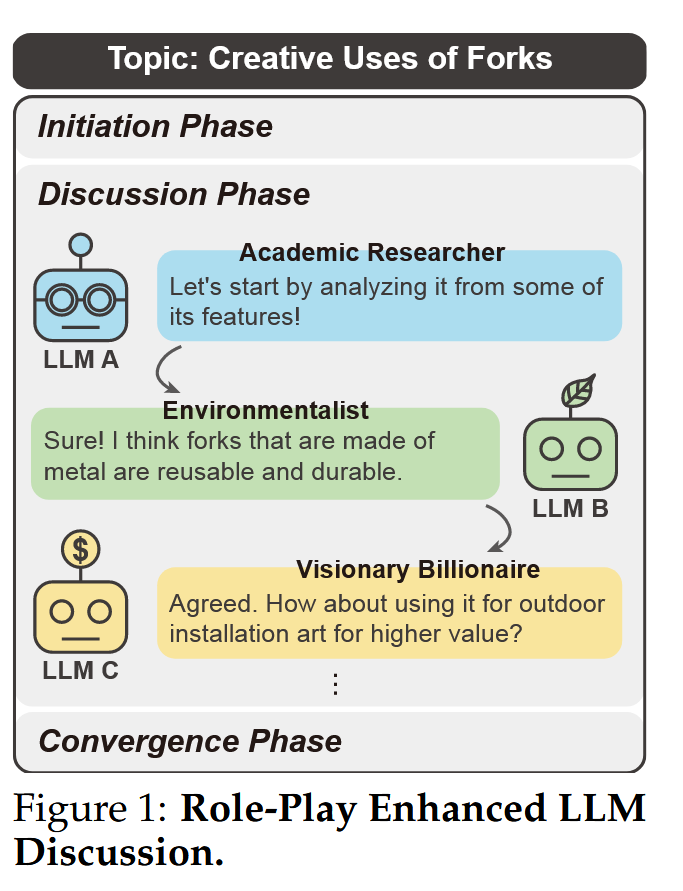 Topic: Creative Uses of Forks
Initiation Phase
Discussion Phase
Academic Researcher
Let's start by analyzing it from some of
its features!
LLM A
Environmentalist
Sure! I think forks that are made of
metal are reusable and durable.
LLM B
$
Visionary Billionaire
Agreed. How about using it for outdoor
installation art for higher value?
LLM C
⋮
Convergence Phase
Figure 1: Role-Play Enhanced LLM
Discussion.